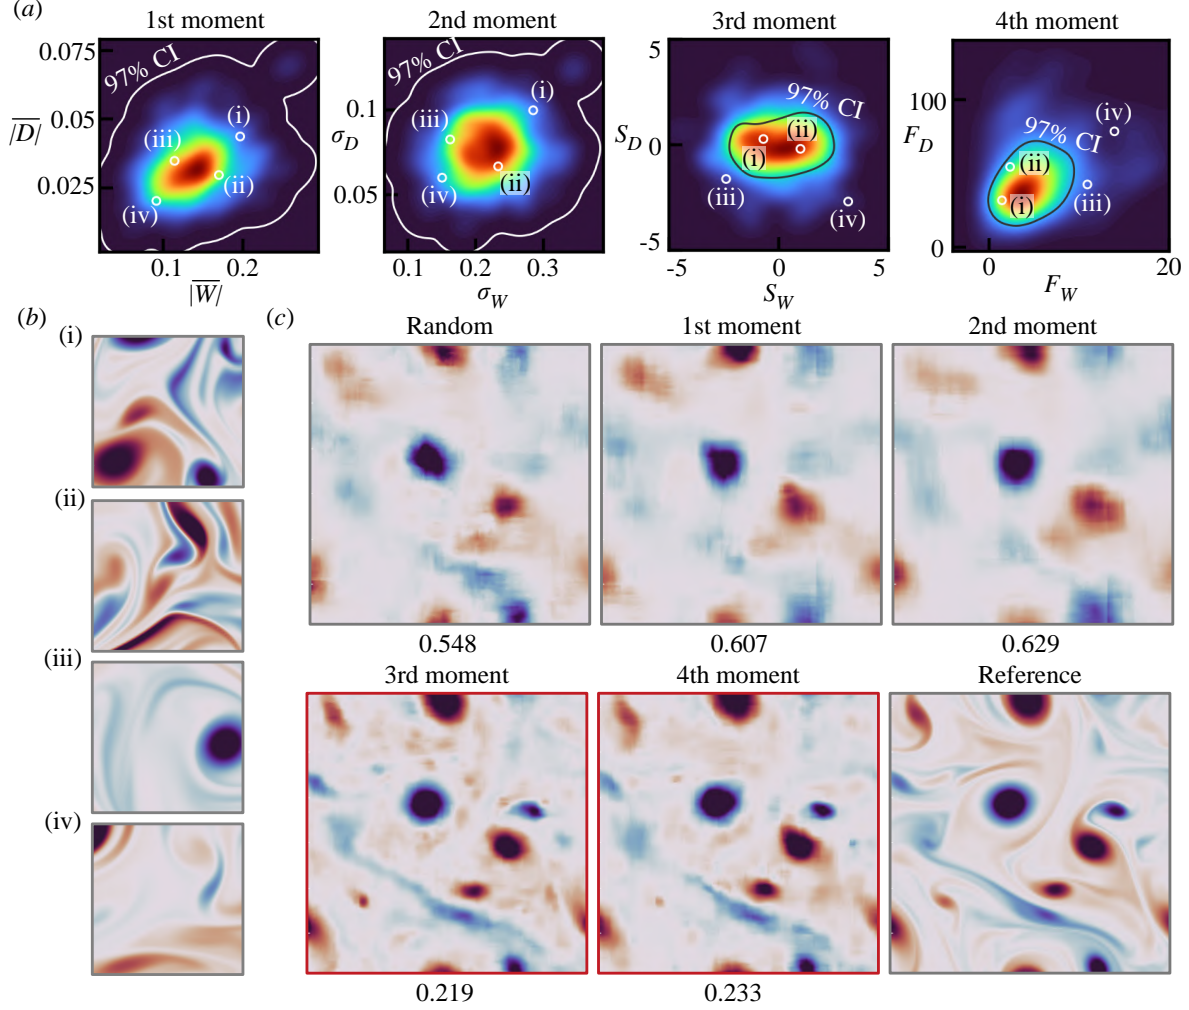 (a)
1st moment
2nd moment
3rd moment
4th moment
|D|
0.075
0.050
0.025
0.1
0.2
|W|
97% CI
(i)
(iii)
(ii)
(iv)
σD
0.1
0.05
0.1
0.2
0.3
σW
97% CI
(i)
(iii)
(iv)
(ii)
SD
5
0
-5
-5
0
5
SW
97% CI
(ii)
(i)
(iii)
(iv)
FD
100
0
0
20
FW
97% CI
(iv)
(ii)
(iii)
(i)
(b)
(i)
(ii)
(iii)
(iv)
(c)
Random
1st moment
2nd moment
0.548
0.607
0.629
3rd moment
4th moment
Reference
0.219
0.233